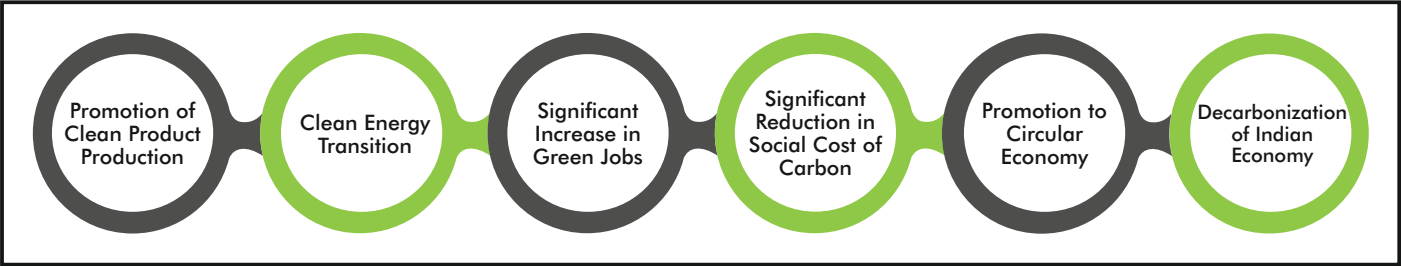 Promotion of
Clean Product
Production
Clean Energy
Transition
Significant
Increase in
Green Jobs
Significant
Reduction in
Social Cost of
Carbon
Promotion to
Circular
Economy
Decarbonization
of Indian
Economy